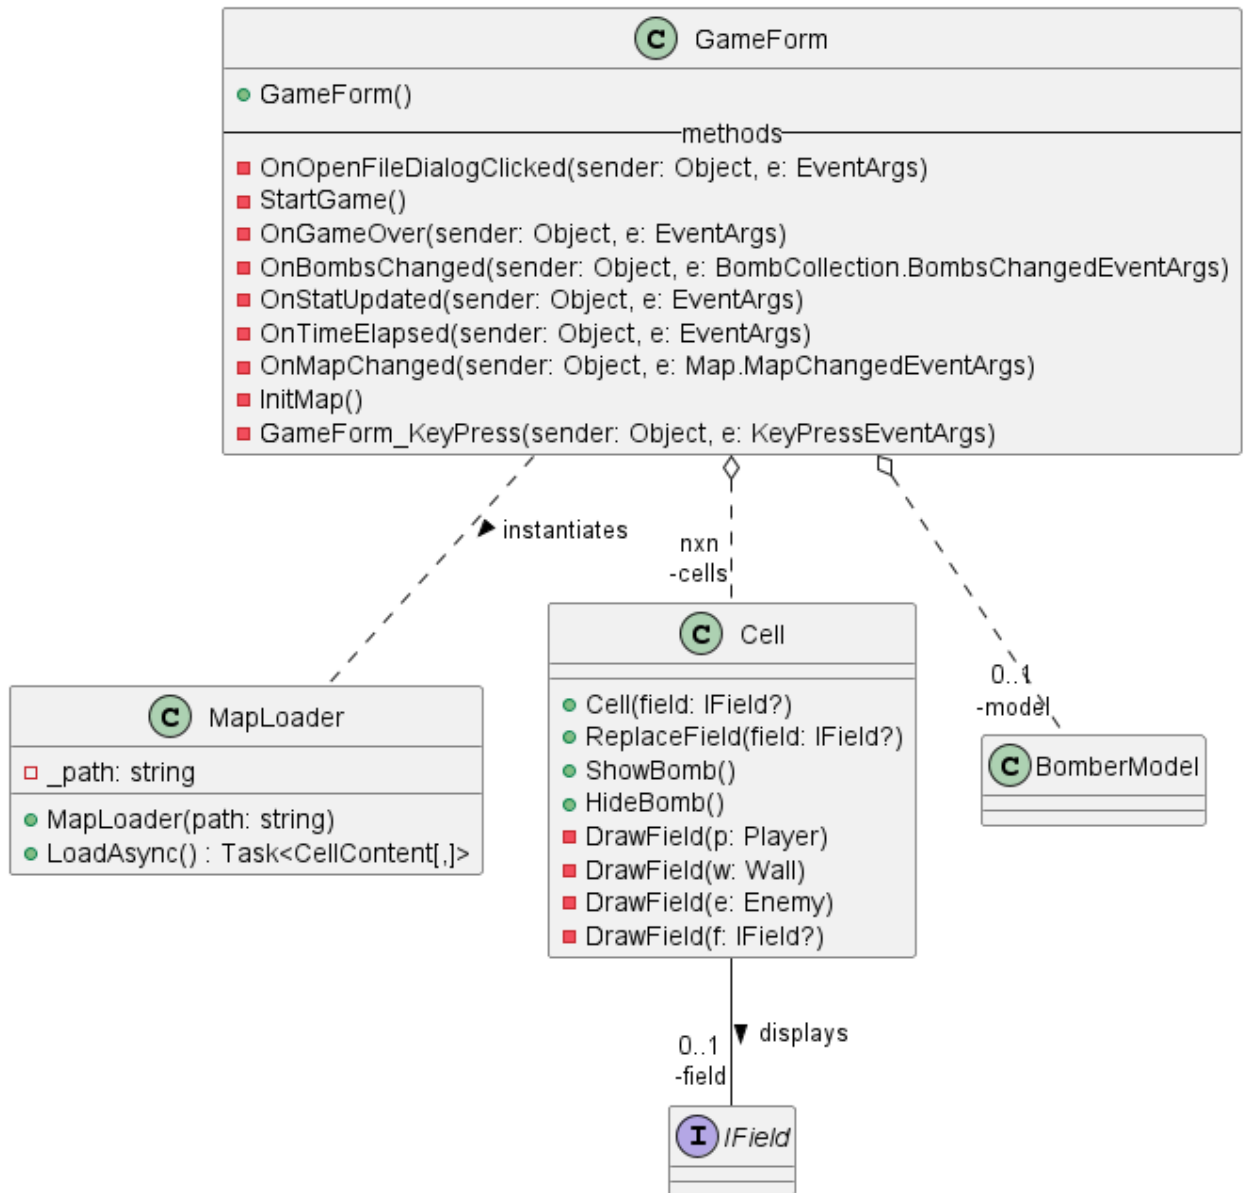 C GameForm
GameForm()
methods
OnOpenFileDialogClicked(sender: Object, e: EventArgs)
StartGame()
OnGameOver(sender: Object, e: EventArgs)
OnBombsChanged(sender: Object, e: BombCollection.BombsChangedEventArgs)
OnStatUpdated(sender: Object, e: EventArgs)
OnTimeElapsed(sender: Object, e: EventArgs)
OnMapChanged(sender: Object, e: Map.MapChangedEventArgs)
InitMap()
GameForm_KeyPress(sender: Object, e: KeyPressEventArgs)
instantiates
nxn
-cells
0..1
-model
C MapLoader
_path: string
MapLoader(path: string)
LoadAsync() : Task<CellContent[,]>
C Cell
Cell(field: IField?)
ReplaceField(field: IField?)
ShowBomb()
HideBomb()
DrawField(p: Player)
DrawField(w: Wall)
DrawField(e: Enemy)
DrawField(f: IField?)
C BomberModel
displays
0..1
-field
I IField